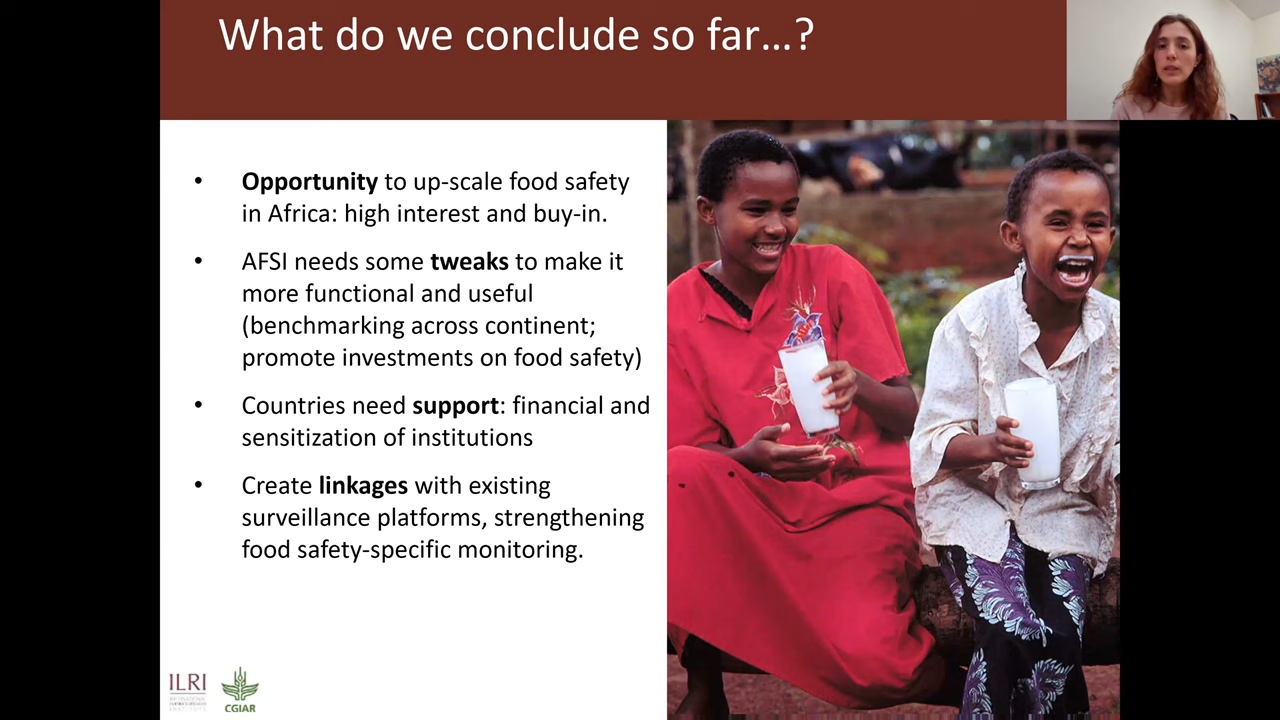 What do we conclude so far...?
• Opportunity to up-scale food safety
in Africa: high interest and buy-in.
• AFSI needs some tweaks to make it
more functional and useful
(benchmarking across continent;
promote investments on food safety)
• Countries need support: financial and
sensitization of institutions
• Create linkages with existing
surveillance platforms, strengthening
food safety-specific monitoring.
ILRI
CGIAR